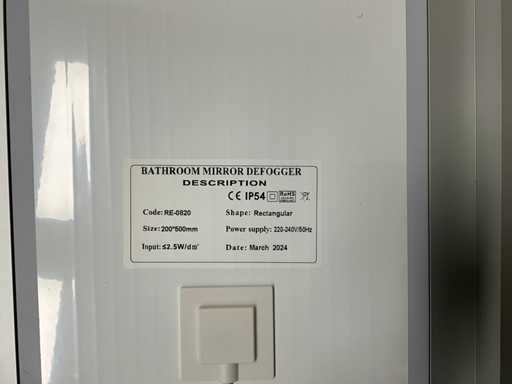 BATHROOM MIRROR DEFOGGER
DESCRIPTION
CE IP54 RoHS
Code: RE-0820 Shape: Rectangular
Size: 200*500mm Power supply: 220-240V/50Hz
Input: ≤2.5W/dm² Date: March 2024